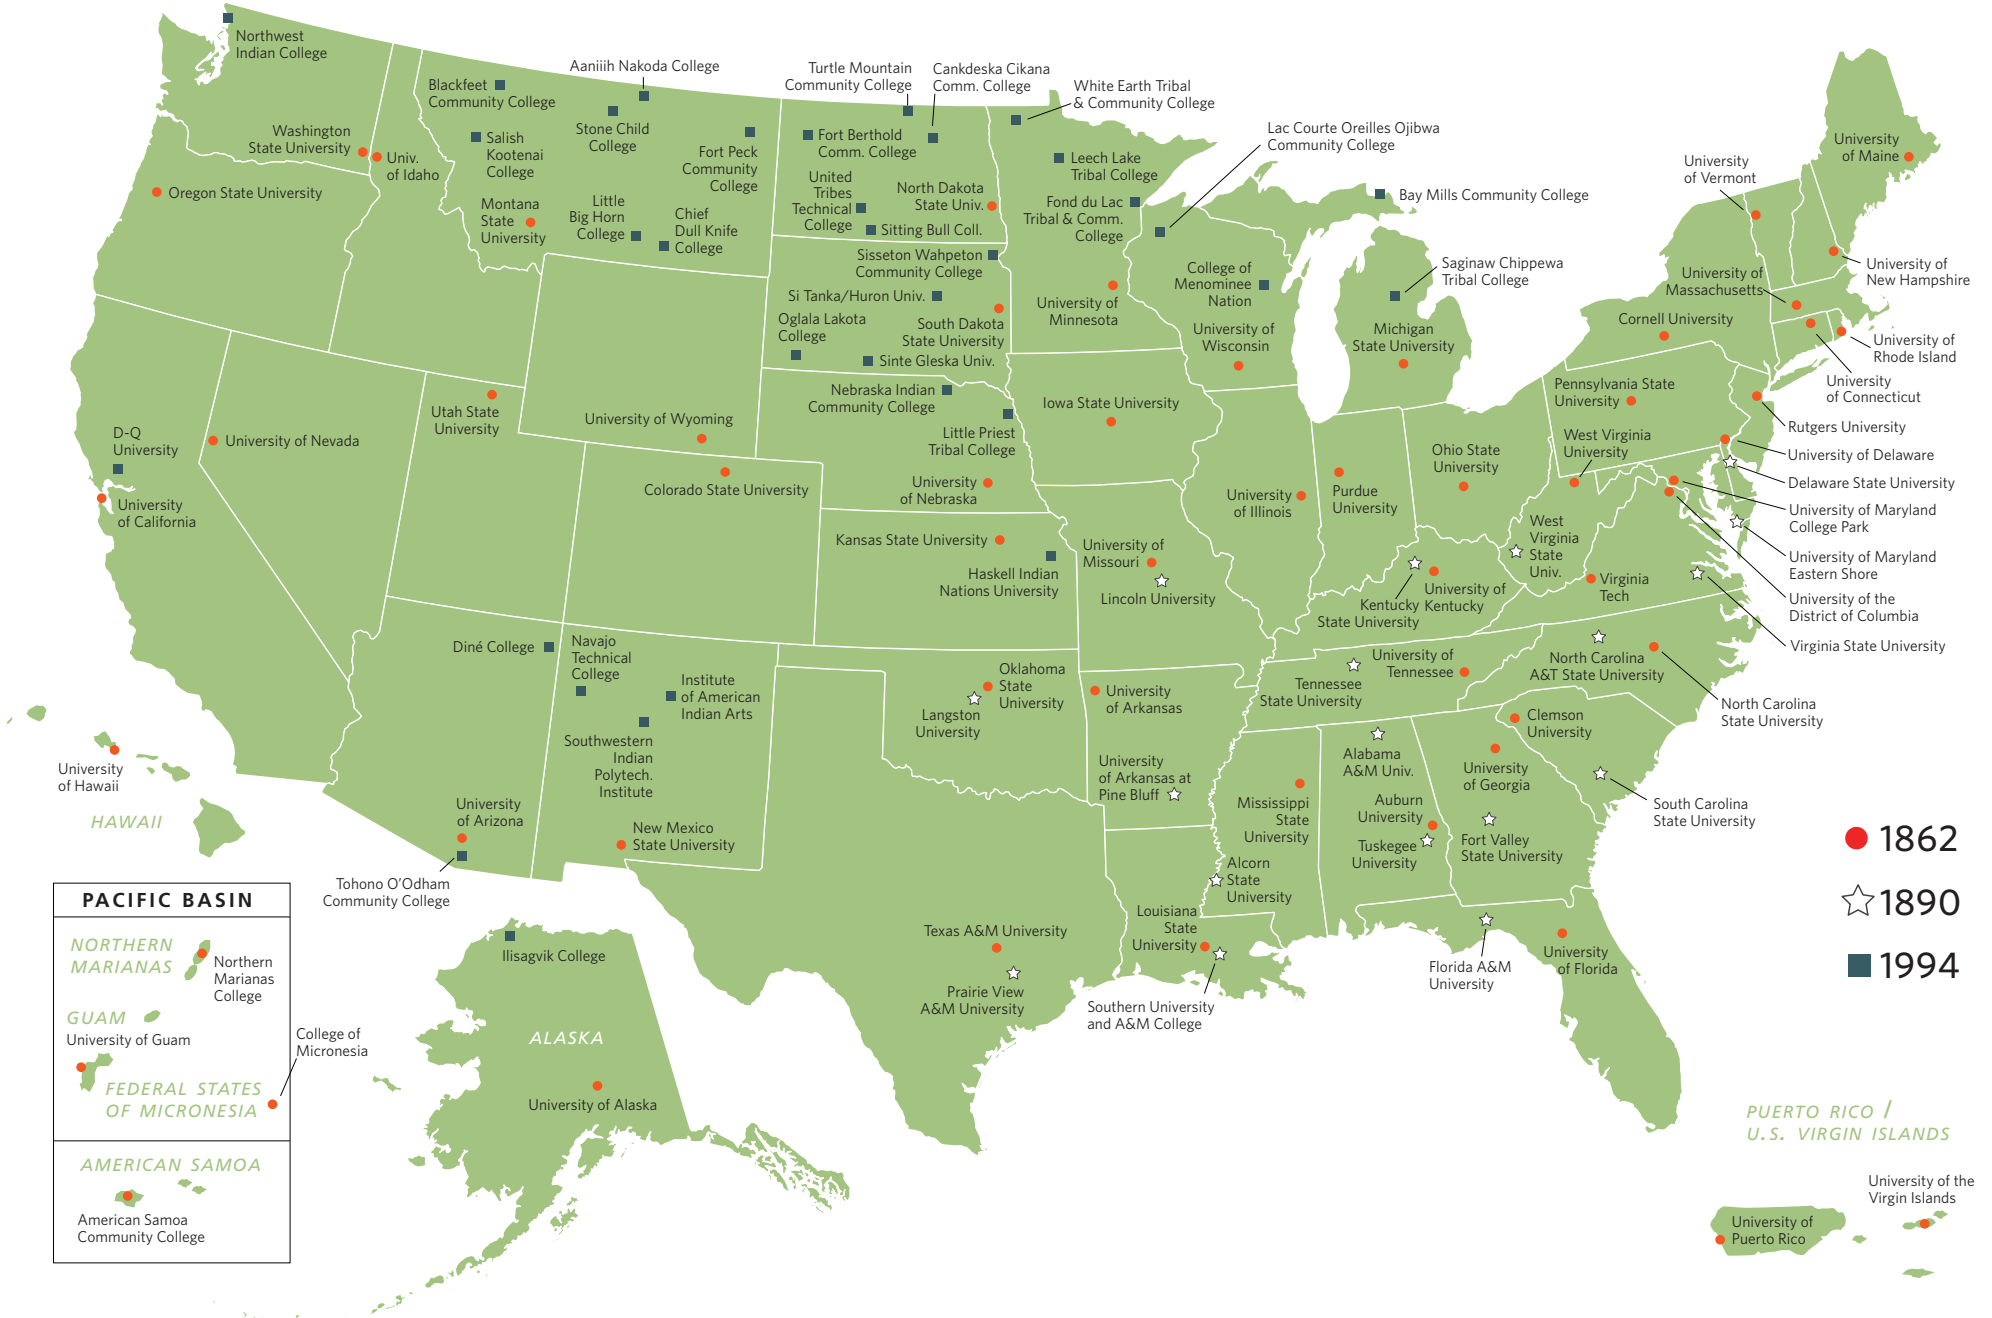 Northwest
Indian College
Washington
State University
Univ.
of Idaho
Oregon State University
Blackfeet
Community College
Salish
Kootenai
College
Montana
State
University
Aaniiih Nakoda College
Stone Child
College
Fort Peck
Community
College
Little
Big Horn
College
Chief
Dull Knife
College
Turtle Mountain
Community College
Cankdeska Cikana
Comm. College
Fort Berthold
Comm. College
United
Tribes
Technical
College
North Dakota
State Univ.
Sitting Bull Coll.
White Earth Tribal
& Community College
Leech Lake
Tribal College
Fond du Lac
Tribal & Comm.
College
Lac Courte Oreilles Ojibwa
Community College
Bay Mills Community College
Saginaw Chippewa
Tribal College
Sisseton Wahpeton
Community College
Si Tanka/Huron Univ.
Oglala Lakota
College
South Dakota
State University
Sinte Gleska Univ.
University of
Minnesota
College of
Menominee
Nation
University of
Wisconsin
Michigan
State University
University
of Vermont
University
of Maine
University of
New Hampshire
University of
Massachusetts
Cornell University
University of
Rhode Island
University
of Connecticut
Pennsylvania State
University
Rutgers University
West Virginia
University
University of Delaware
Delaware State University
University of Maryland
College Park
University of Maryland
Eastern Shore
University of the
District of Columbia
Virginia State University
Nebraska Indian
Community College
Little Priest
Tribal College
University
of Nebraska
Iowa State University
Utah State
University
University of Wyoming
Colorado State University
University of Nevada
D-Q
University
University
of California
Kansas State University
Haskell Indian
Nations University
University of
Missouri
Lincoln University
University
of Illinois
Purdue
University
Ohio State
University
West
Virginia
State
Univ.
Virginia
Tech
University of
Kentucky
Kentucky
State University
University of
Tennessee
Tennessee
State University
North Carolina
A&T State University
North Carolina
State University
Diné College
Navajo
Technical
College
Institute
of American
Indian Arts
Southwestern
Indian
Polytech.
Institute
New Mexico
State University
University
of Arizona
Tohono O'Odham
Community College
Oklahoma
State
University
Langston
University
University
of Arkansas
University
of Arkansas at
Pine Bluff
Alabama
A&M Univ.
Auburn
University
Tuskegee
University
Mississippi
State
University
Alcorn
State
University
Clemson
University
University
of Georgia
Fort Valley
State University
South Carolina
State University
Louisiana
State
University
Southern University
and A&M College
Texas A&M University
Prairie View
A&M University
Florida A&M
University
University
of Florida
University
of Hawaii
HAWAII
PACIFIC BASIN
NORTHERN
MARIANAS
Northern
Marianas
College
GUAM
University of Guam
FEDERAL STATES
OF MICRONESIA
College of
Micronesia
AMERICAN SAMOA
American Samoa
Community College
Ilisagvik College
ALASKA
University of Alaska
1862
1890
1994
PUERTO RICO /
U.S. VIRGIN ISLANDS
University of the
Virgin Islands
University of
Puerto Rico